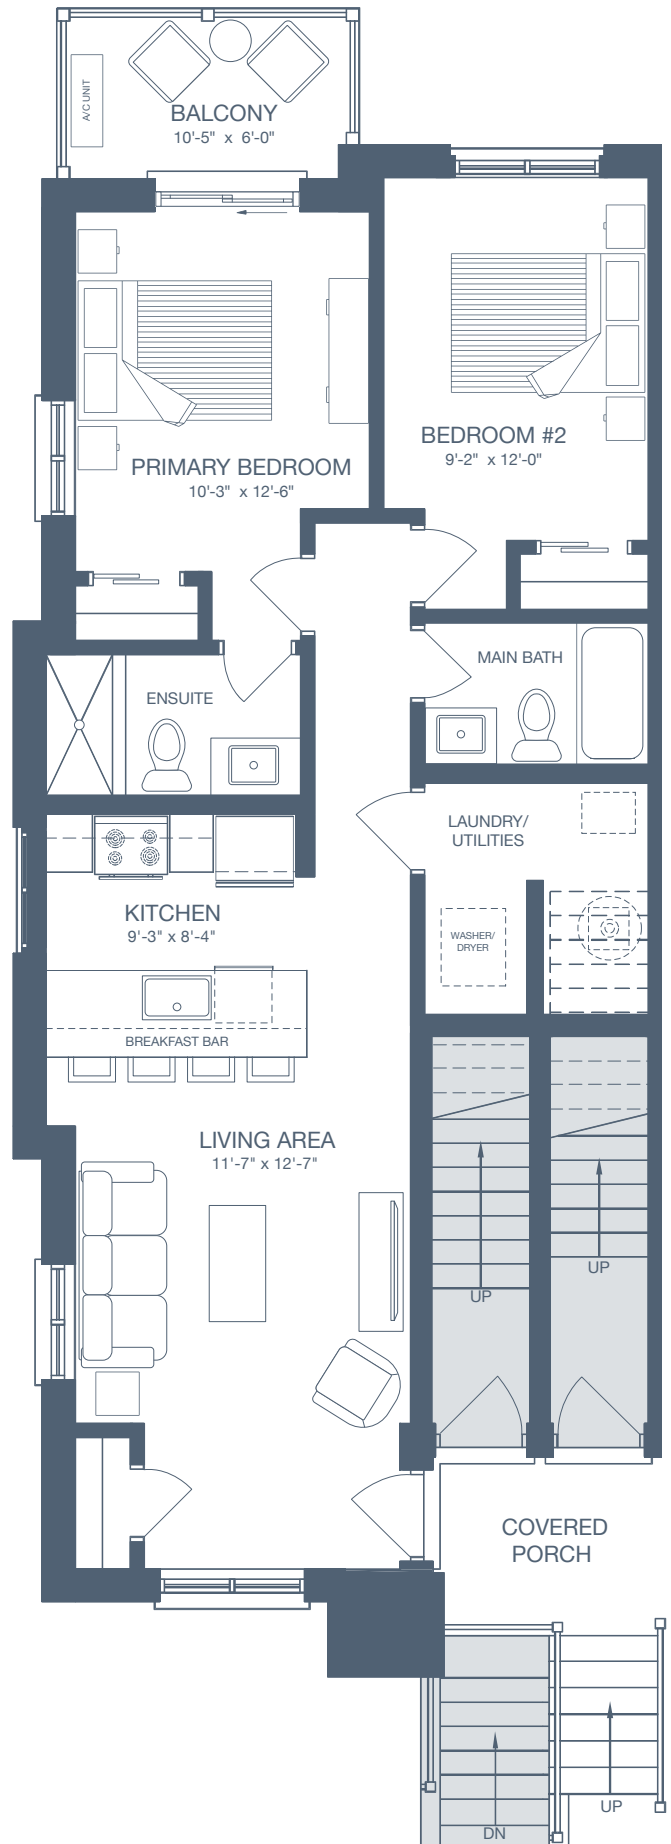 A/C UNIT
BALCONY
10'-5" x 6'-0"
BEDROOM #2
9'-2" x 12'-0"
PRIMARY BEDROOM
10'-3" x 12'-6"
MAIN BATH
ENSUITE
LAUNDRY/
UTILITIES
KITCHEN
9'-3" x 8'-4"
WASHER/
DRYER
BREAKFAST BAR
LIVING AREA
11'-7" x 12'-7"
UP
UP
COVERED
PORCH
UP
DN